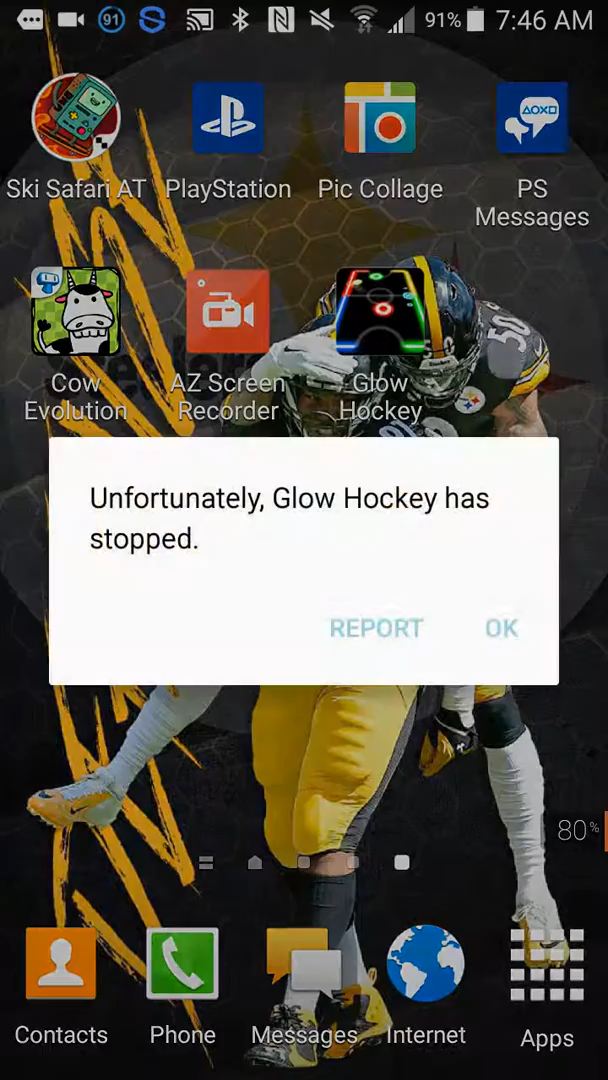 91 91% 7:46 AM
Ski Safari AT PlayStation Pic Collage PS
Messages
Cow AZ Screen Glow
Evolution Recorder Hockey
Unfortunately, Glow Hockey has
stopped.
REPORT OK
80%
Contacts Phone Messages Internet Apps